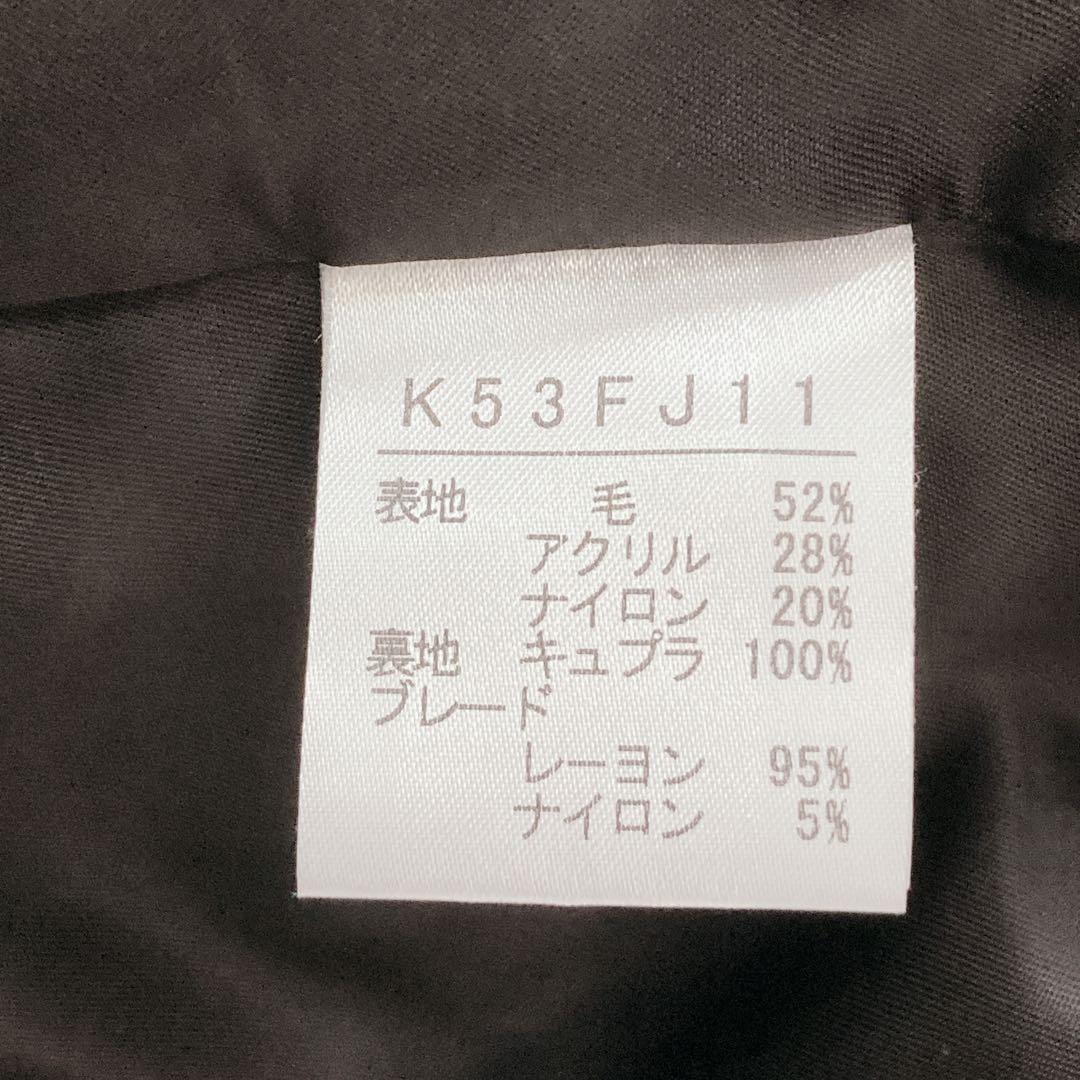 K53FJ11
表地 毛 52%
アクリル 28%
ナイロン 20%
裏地 キュプラ 100%
ブレード
レーヨン 95%
ナイロン 5%